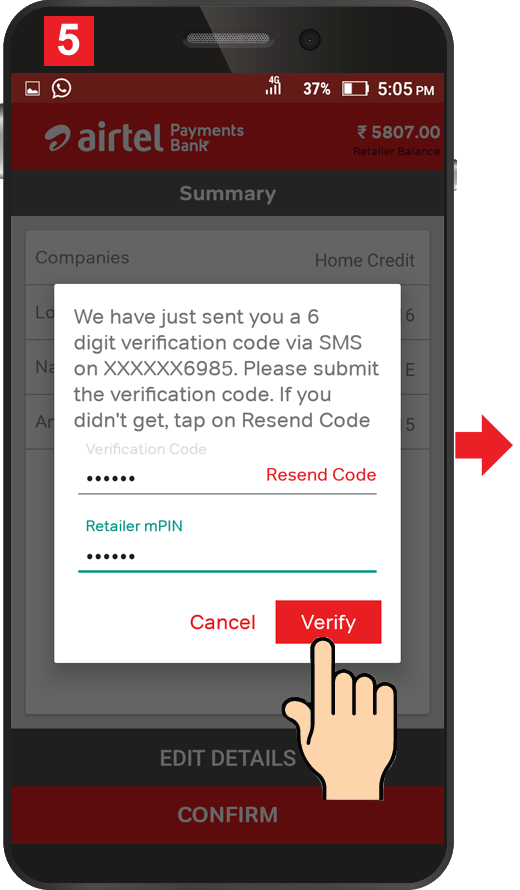 5
4G
37%
5:05 PM
airtel Payments Bank
₹ 5807.00
Retailer Balance
Summary
Companies
Home Credit
Lo
6
Na
E
An
5
We have just sent you a 6
digit verification code via SMS
on XXXXXX6985. Please submit
the verification code. If you
didn't get, tap on Resend Code
Verification Code
••••••
Resend Code
Retailer mPIN
••••••
Cancel
Verify
EDIT DETAILS
CONFIRM